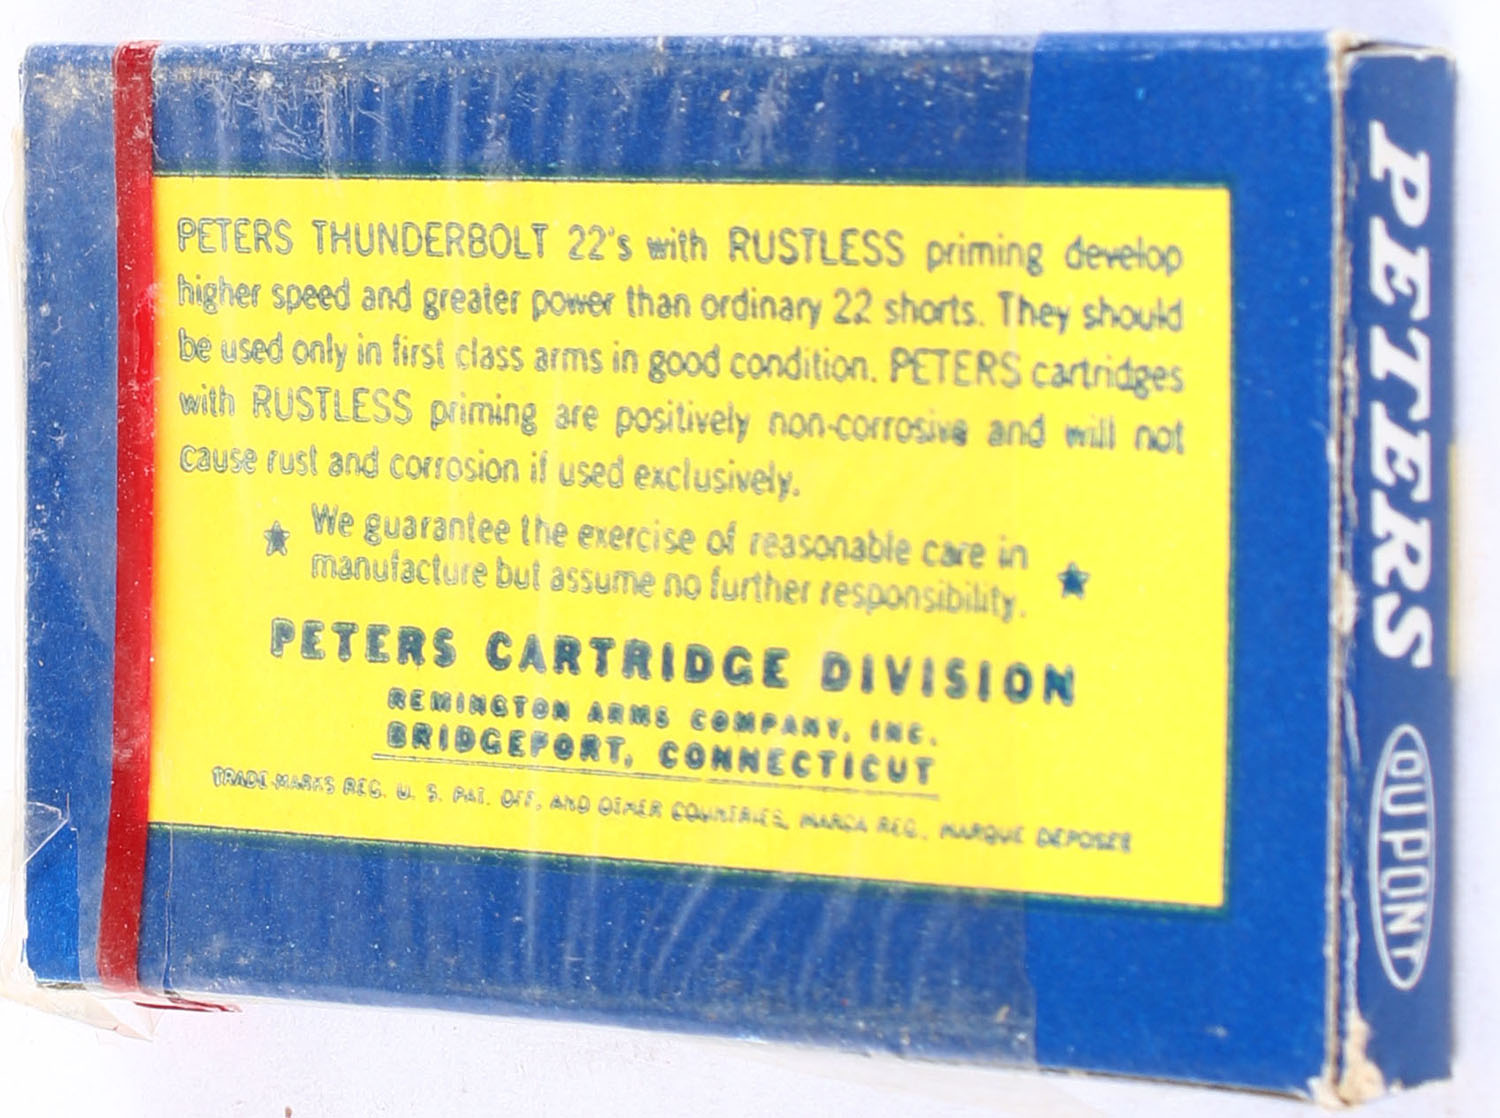 PETERS THUNDERBOLT 22's with RUSTLESS priming develop
higher speed and greater power than ordinary 22 shorts. They should
be used only in first class arms in good condition. PETERS cartridges
with RUSTLESS priming are positively non-corrosive and will not
cause rust and corrosion if used exclusively.
We guarantee the exercise of reasonable care in
manufacture but assume no further responsibility.
PETERS CARTRIDGE DIVISION
REMINGTON ARMS COMPANY, INC.
BRIDGEPORT, CONNECTICUT
TRADE-MARKS REG. U. S. PAT. OFF. AND OTHER COUNTRIES, MARCA REG., MARQUE DEPOSEE
PETERS
DUPONT